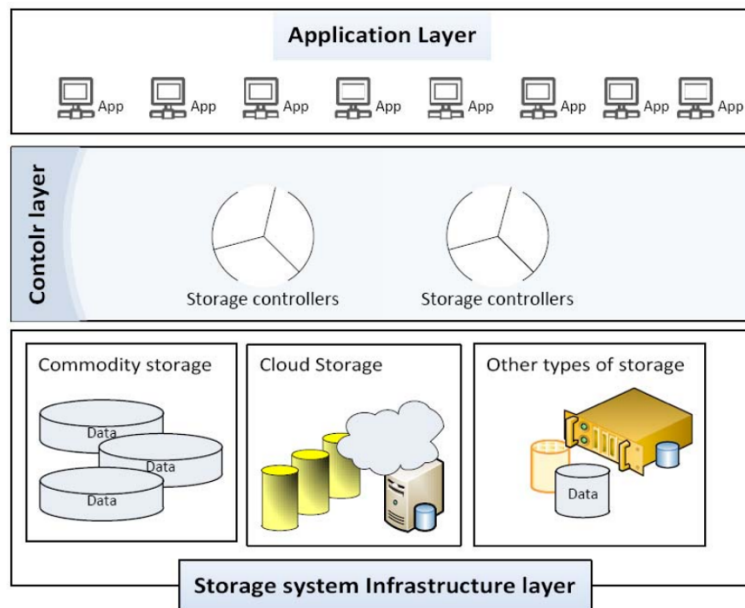 Application Layer
App App App App App App App App
Contolr layer
Storage controllers Storage controllers
Commodity storage Cloud Storage Other types of storage
Data
Data
Data
Data
Storage system Infrastructure layer